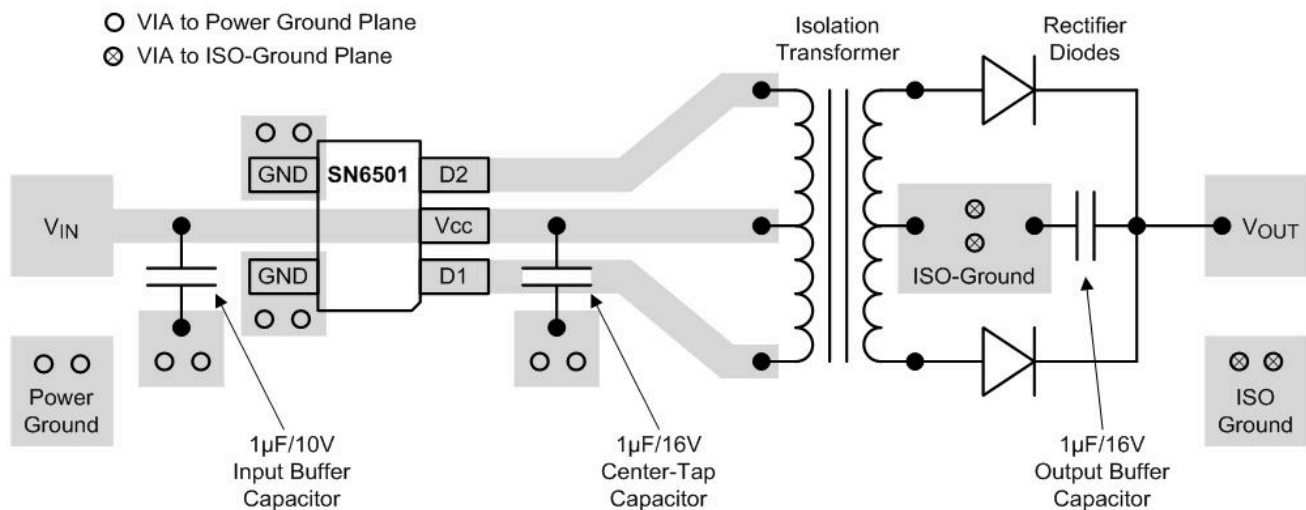 VIA to Power Ground Plane
VIA to ISO-Ground Plane
Isolation
Transformer
Rectifier
Diodes
GND
SN6501
D2
VIN
Vcc
VOUT
GND
D1
ISO-Ground
Power
Ground
ISO
Ground
1µF/10V
Input Buffer
Capacitor
1µF/16V
Center-Tap
Capacitor
1µF/16V
Output Buffer
Capacitor